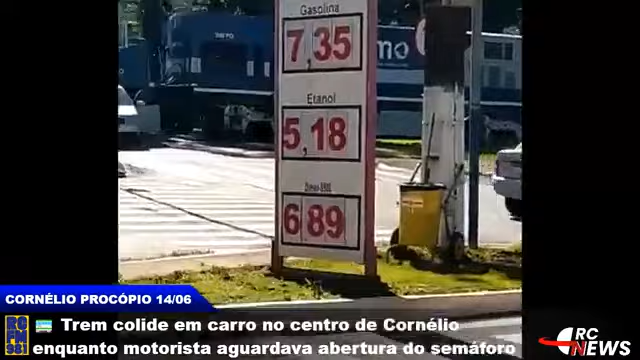 Gasolina
7,35
mo
Etanol
5,18
6,89
CORNÉLIO PROCÓPIO 14/06
Trem colide em carro no centro de Cornélio
enquanto motorista aguardava abertura do semáforo
RC
NEWS